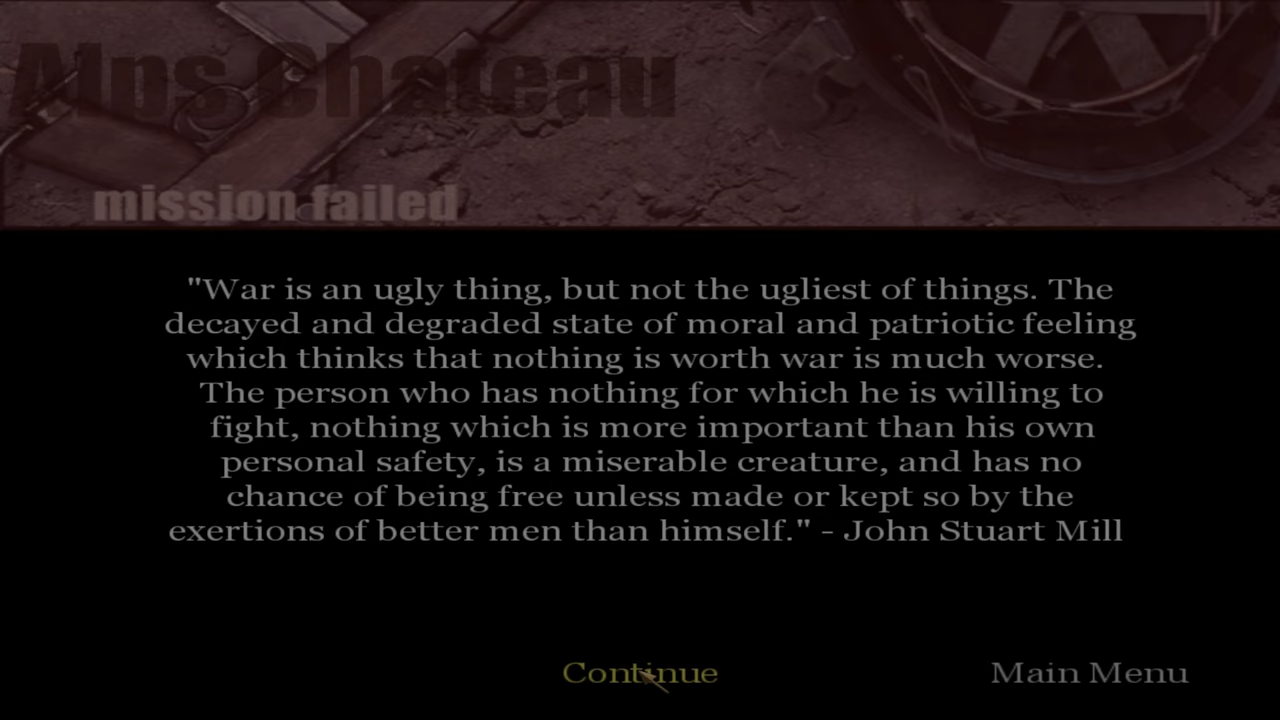 Alps Chateau
mission failed
"War is an ugly thing, but not the ugliest of things. The
decayed and degraded state of moral and patriotic feeling
which thinks that nothing is worth war is much worse.
The person who has nothing for which he is willing to
fight, nothing which is more important than his own
personal safety, is a miserable creature, and has no
chance of being free unless made or kept so by the
exertions of better men than himself." - John Stuart Mill
Continue
Main Menu